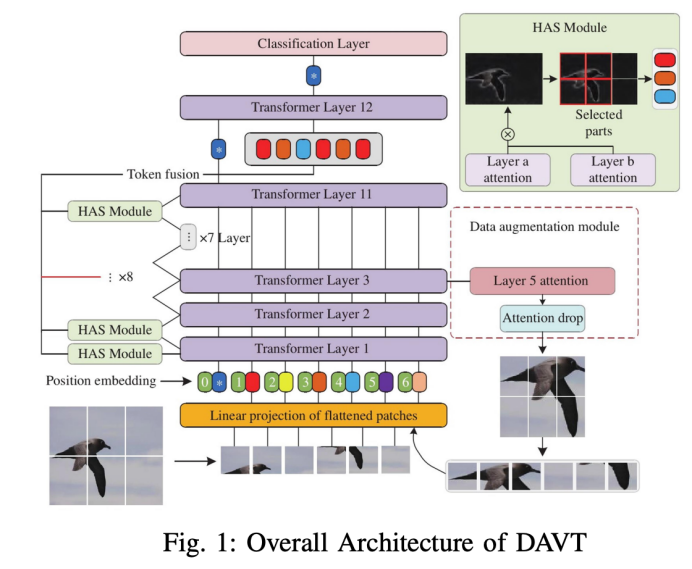 HAS Module
Classification Layer
*
Transformer Layer 12
Selected
parts
*
Layer a
attention
Layer b
attention
Token fusion
Transformer Layer 11
HAS Module
⋮ ×7 Layer
Data augmentation module
⋮ ×8
Transformer Layer 3
Layer 5 attention
Transformer Layer 2
Attention drop
HAS Module
Transformer Layer 1
HAS Module
Position embedding
0 * 1 2 3 4 5 6
Linear projection of flattened patches
Fig. 1: Overall Architecture of DAVT